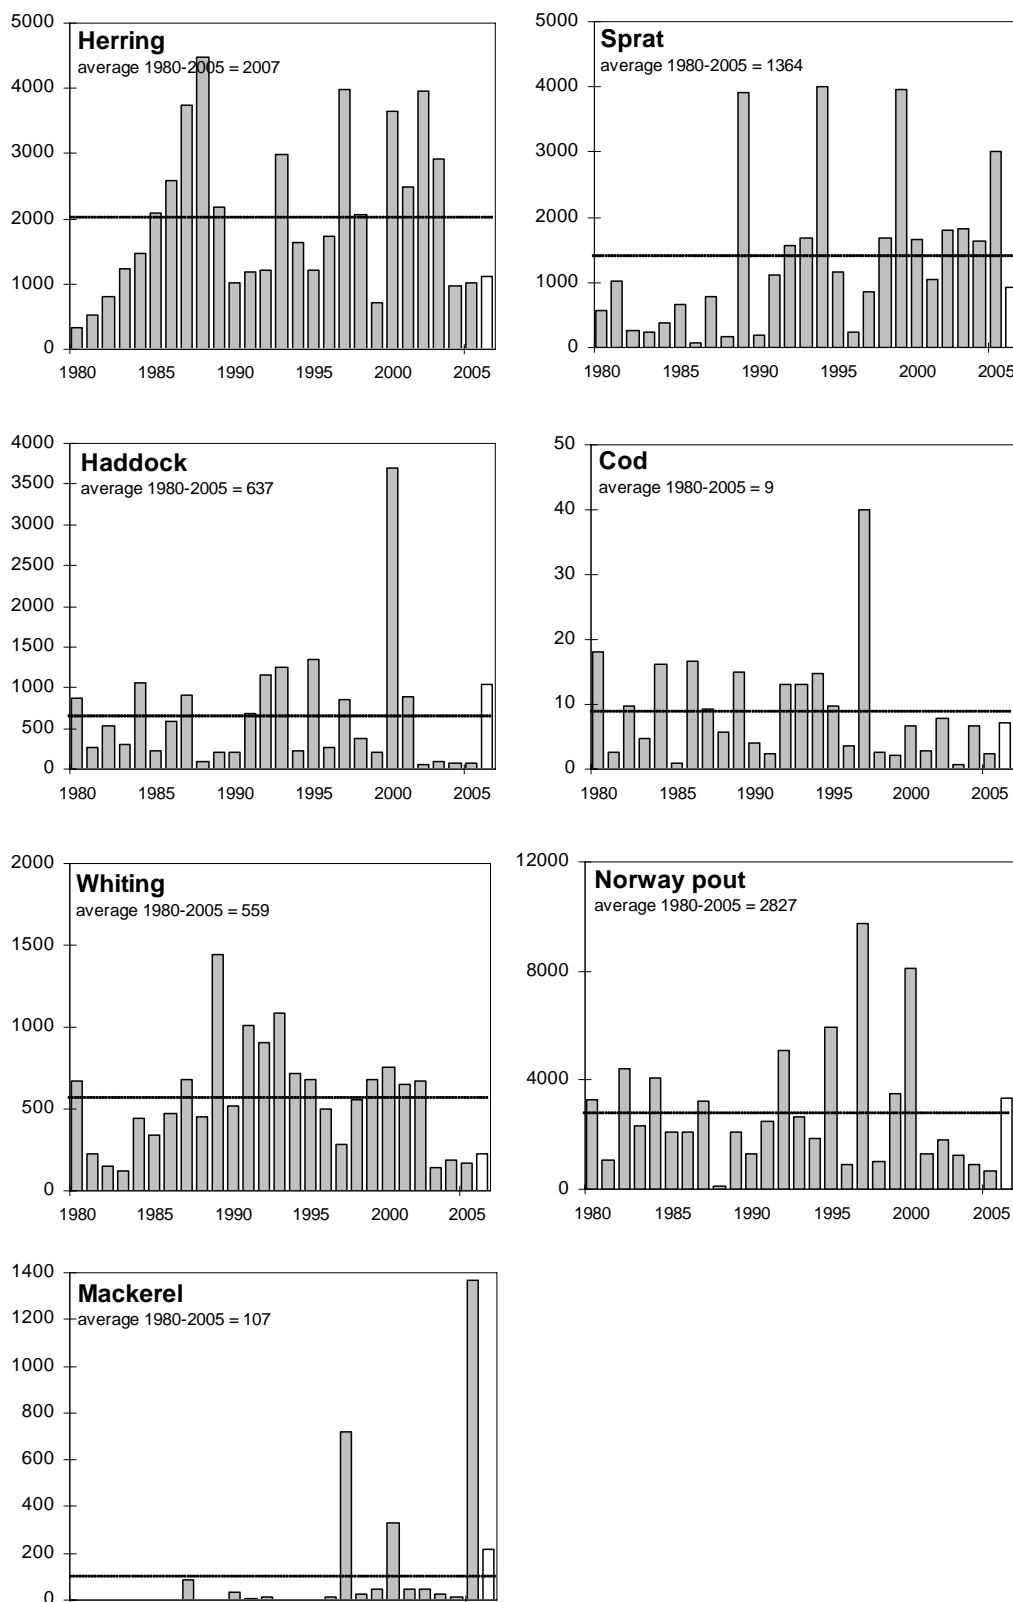 Herring
average 1980-2005 = 2007
5000
4000
3000
2000
1000
0
1980 1985 1990 1995 2000 2005
Sprat
average 1980-2005 = 1364
5000
4000
3000
2000
1000
0
1980 1985 1990 1995 2000 2005
Haddock
average 1980-2005 = 637
4000
3500
3000
2500
2000
1500
1000
500
0
1980 1985 1990 1995 2000 2005
Cod
average 1980-2005 = 9
50
40
30
20
10
0
1980 1985 1990 1995 2000 2005
Whiting
average 1980-2005 = 559
2000
1500
1000
500
0
1980 1985 1990 1995 2000 2005
Norway pout
average 1980-2005 = 2827
12000
8000
4000
0
1980 1985 1990 1995 2000 2005
Mackerel
average 1980-2005 = 107
1400
1200
1000
800
600
400
200
0